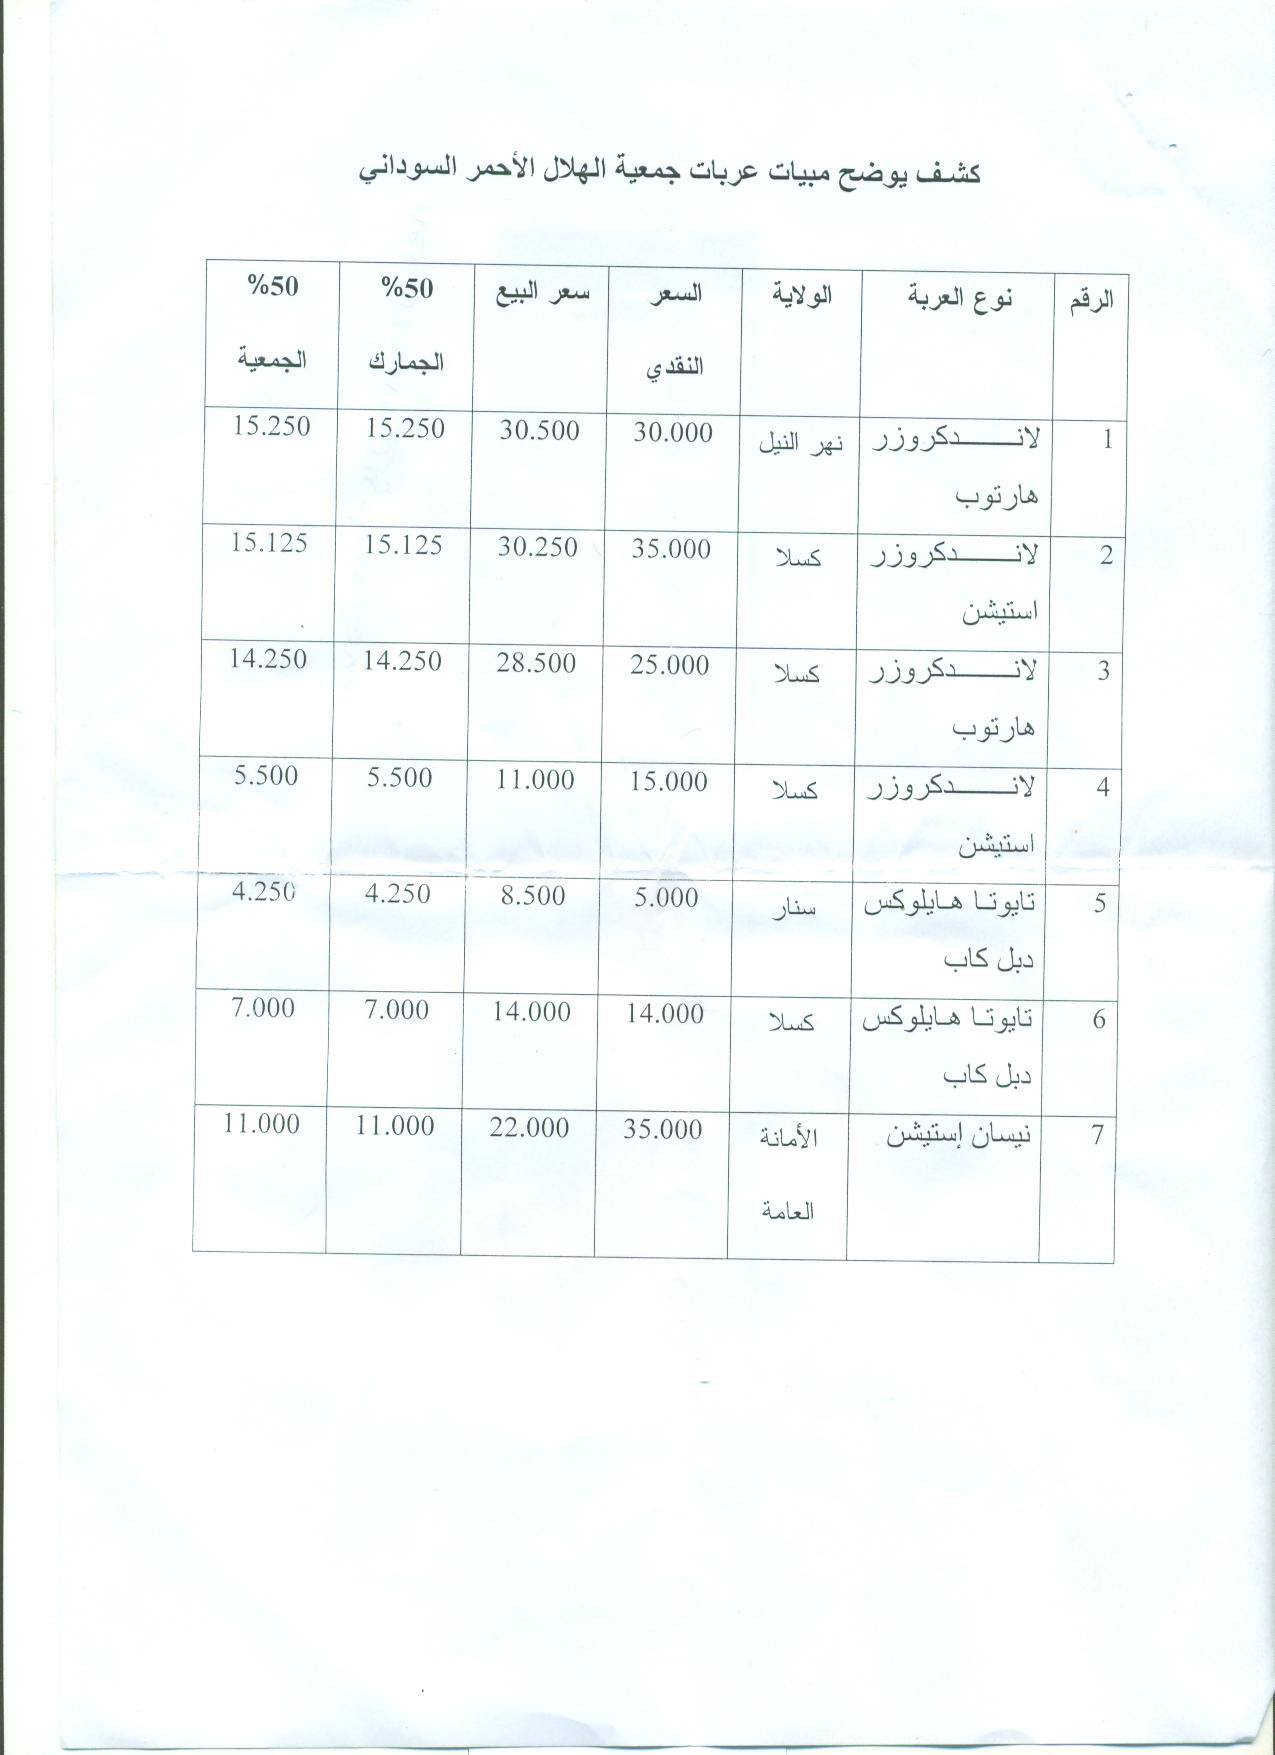 كشف يوضح مبيات عربات جمعية الهلال الأحمر السوداني
الرقم نوع العربة الولاية السعر النقدي سعر البيع 50% الجمارك 50% الجمعية
1 لاندكروزر هارتوب نهر النيل 30.000 30.500 15.250 15.250
2 لاندكروزر استيشن كسلا 35.000 30.250 15.125 15.125
3 لاندكروزر هارتوب كسلا 25.000 28.500 14.250 14.250
4 لاندكروزر استيشن كسلا 15.000 11.000 5.500 5.500
5 تايوتا هايلوكس دبل كاب سنار 5.000 8.500 4.250 4.250
6 تايوتا هايلوكس دبل كاب كسلا 14.000 14.000 7.000 7.000
7 نيسان إستيشن الأمانة العامة 35.000 22.000 11.000 11.000